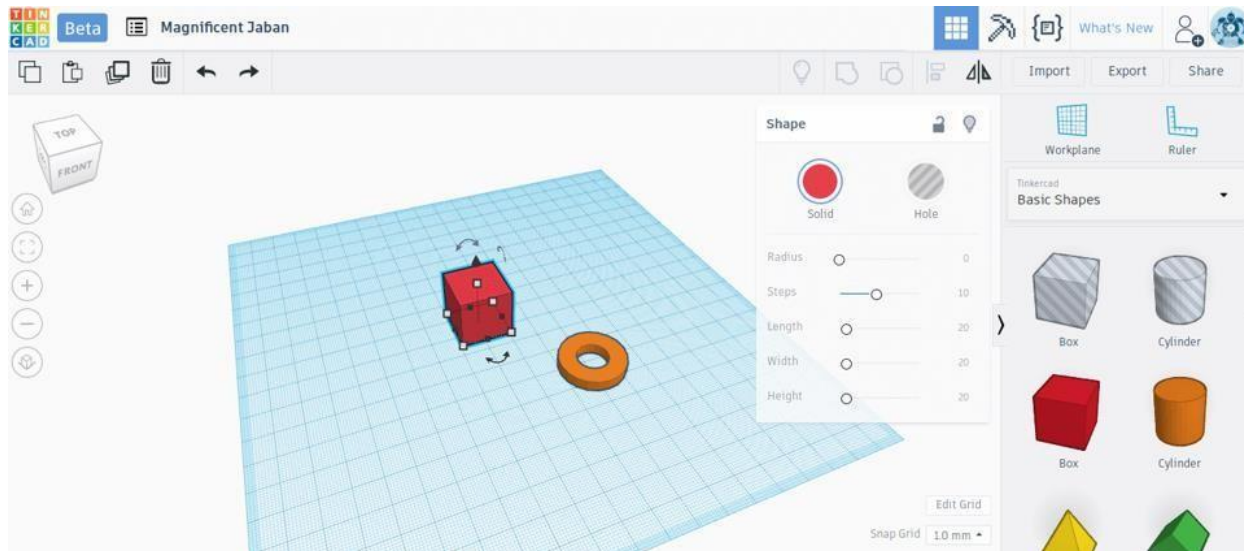 TIN
KER
CAD
Beta
Magnificent Jaban
What's New
Import
Export
Share
TOP
FRONT
Shape
Solid
Hole
Radius 0
Steps 10
Length 20
Width 20
Height 20
Workplane
Ruler
Tinkercad
Basic Shapes
Box
Cylinder
Box
Cylinder
Edit Grid
Snap Grid 1.0 mm